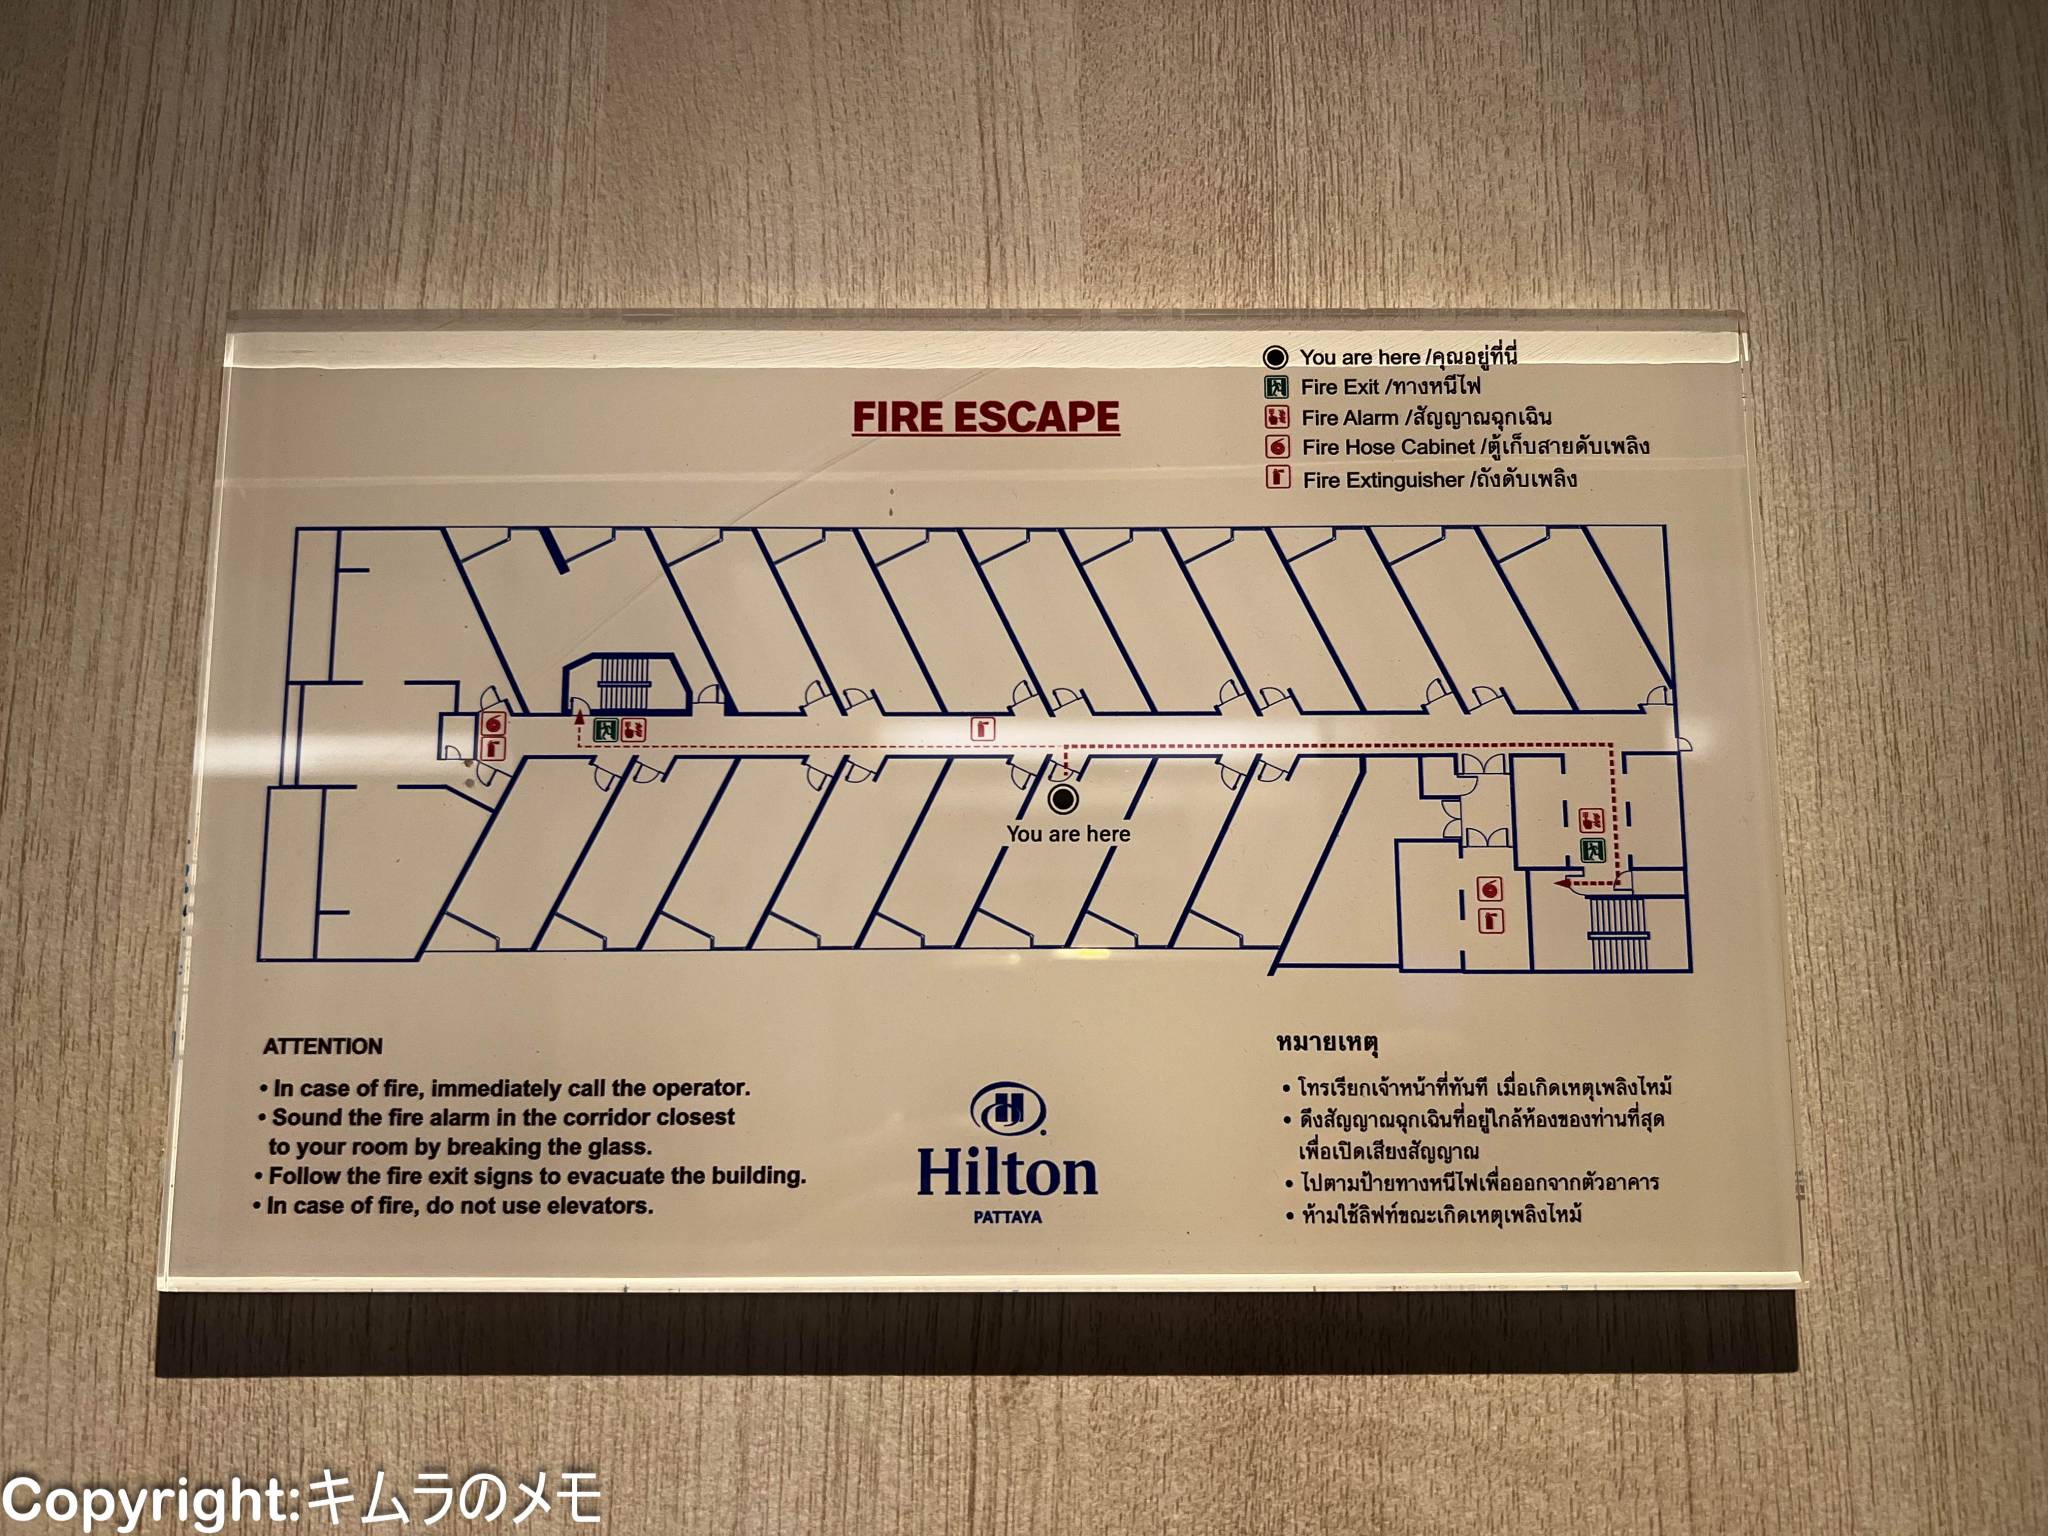 You are here /คุณอยู่ที่นี่
Fire Exit /ทางหนีไฟ
Fire Alarm /สัญญาณฉุกเฉิน
Fire Hose Cabinet /ตู้เก็บสายดับเพลิง
Fire Extinguisher /ถังดับเพลิง
FIRE ESCAPE
You are here
ATTENTION
• In case of fire, immediately call the operator.
• Sound the fire alarm in the corridor closest
to your room by breaking the glass.
• Follow the fire exit signs to evacuate the building.
• In case of fire, do not use elevators.
Hilton
PATTAYA
หมายเหตุ
• โทรเรียกเจ้าหน้าที่ทันที เมื่อเกิดเหตุเพลิงไหม้
• ดึงสัญญาณฉุกเฉินที่อยู่ใกล้ห้องของท่านที่สุด
เพื่อเปิดเสียงสัญญาณ
• ไปตามป้ายทางหนีไฟเพื่อออกจากตัวอาคาร
• ห้ามใช้ลิฟท์ขณะเกิดเหตุเพลิงไหม้
Copyright:キムラのメモ